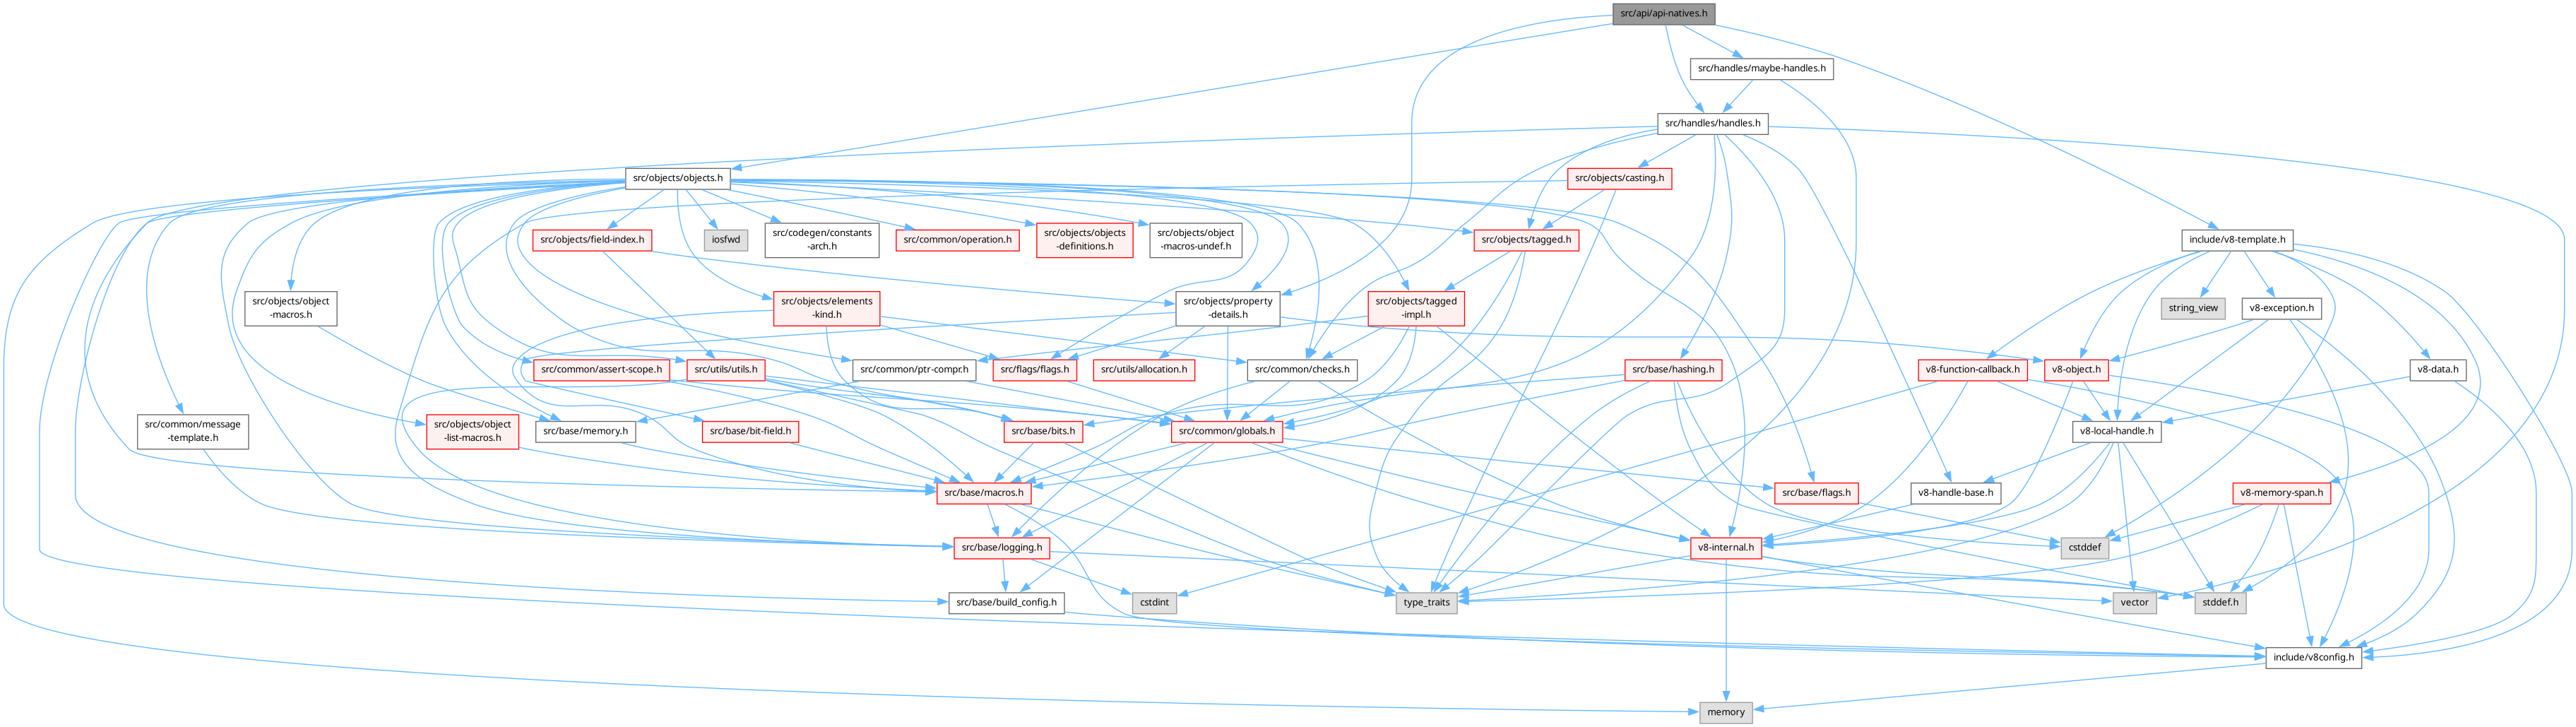 src/api/api-natives.h
src/handles/maybe-handles.h
src/handles/handles.h
src/objects/objects.h
src/objects/casting.h
src/objects/field-index.h
iosfwd
src/codegen/constants
-arch.h
src/common/operation.h
src/objects/objects
-definitions.h
src/objects/object
-macros-undef.h
src/objects/tagged.h
include/v8-template.h
src/objects/object
-macros.h
src/objects/elements
-kind.h
src/objects/property
-details.h
src/objects/tagged
-impl.h
string_view
v8-exception.h
src/common/assert-scope.h
src/utils/utils.h
src/common/ptr-compr.h
src/flags/flags.h
src/utils/allocation.h
src/common/checks.h
src/base/hashing.h
v8-function-callback.h
v8-object.h
v8-data.h
src/common/message
-template.h
src/objects/object
-list-macros.h
src/base/memory.h
src/base/bit-field.h
src/base/bits.h
src/common/globals.h
v8-local-handle.h
src/base/macros.h
src/base/flags.h
v8-handle-base.h
v8-memory-span.h
src/base/logging.h
v8-internal.h
cstddef
src/base/build_config.h
cstdint
type_traits
vector
stddef.h
include/v8config.h
memory